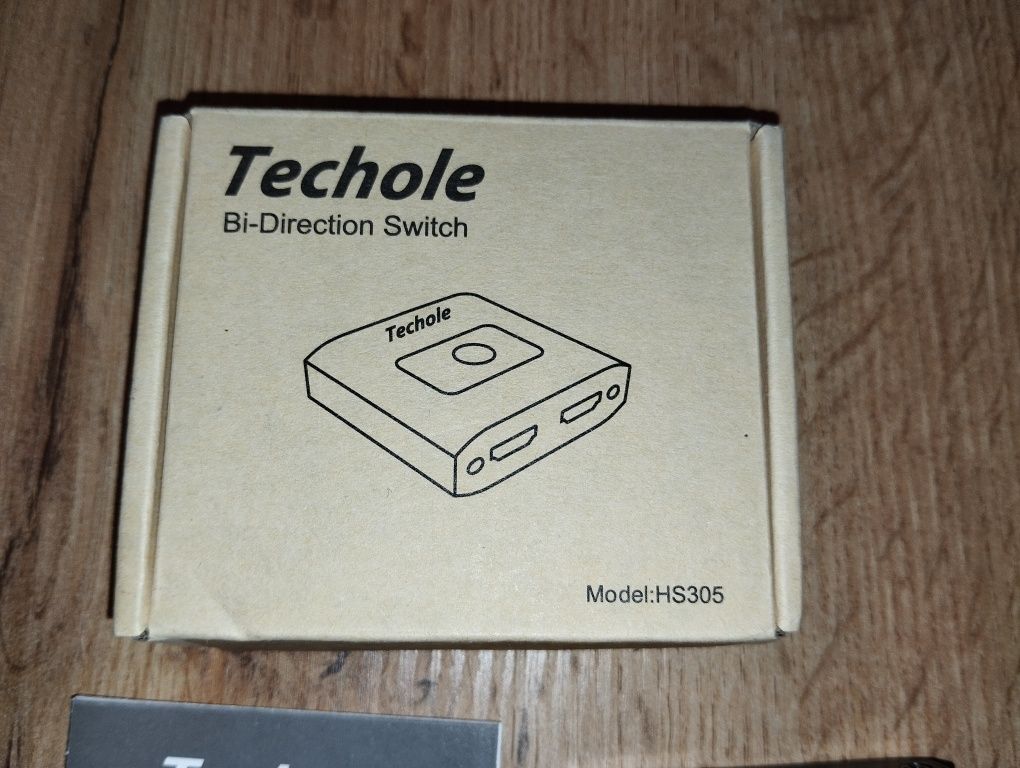 Techole
Bi-Direction Switch
Techole
Model:HS305